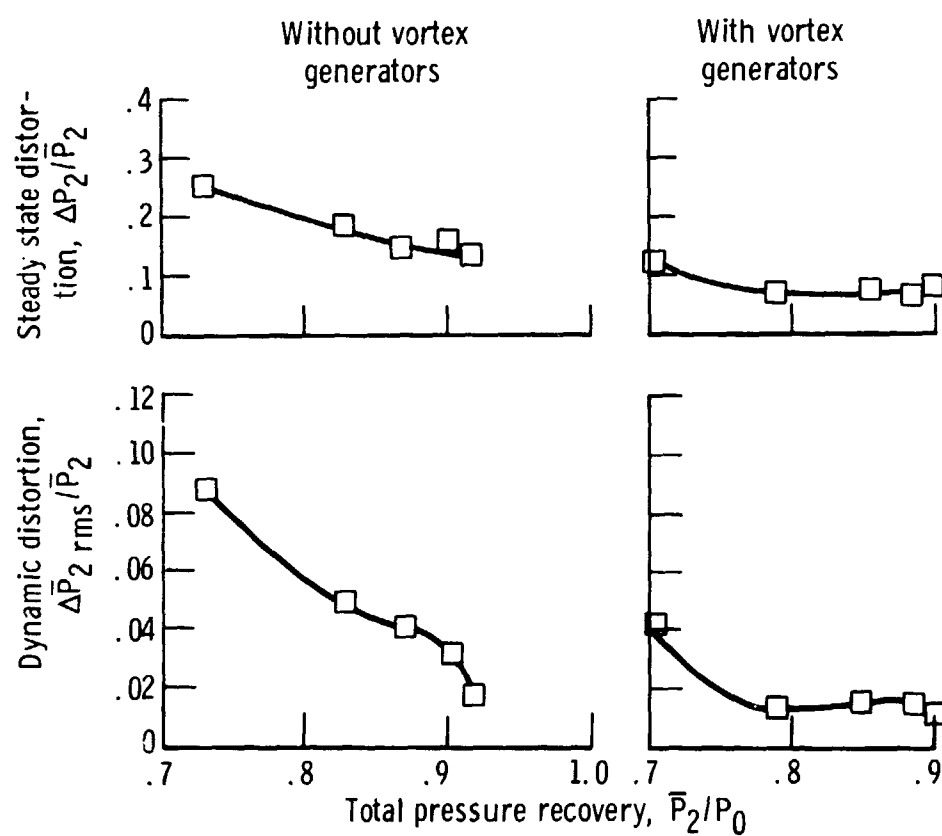 Without vortex
generators
With vortex
generators
Steady state distor-
tion, ΔP̅₂/P̅₂
.4
.3
.2
.1
0
Dynamic distortion,
ΔP̅₂ rms/P̅₂
.12
.10
.08
.06
.04
.02
0
.7 .8 .9 1.0 .7 .8 .9
Total pressure recovery, P̅₂/P₀